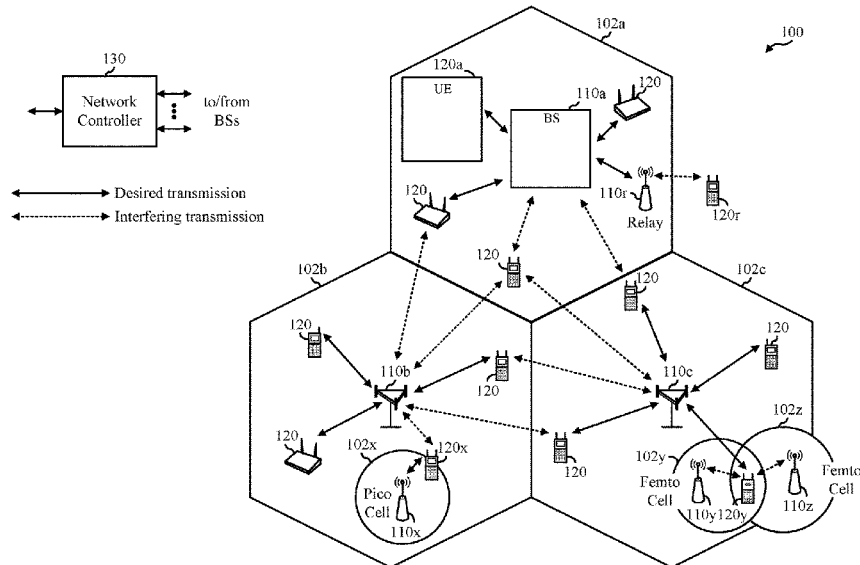 102a
100
130
Network
Controller
to/from
BSs
120a
UE
110a
BS
120
Desired transmission
Interfering transmission
120
110r
Relay
120r
102b
120
120
102c
120
110b
120
120
110c
120
120
102x
120x
120
102z
102y
Pico
Cell
110x
Femto
Cell
110y
120y
110z
Femto
Cell